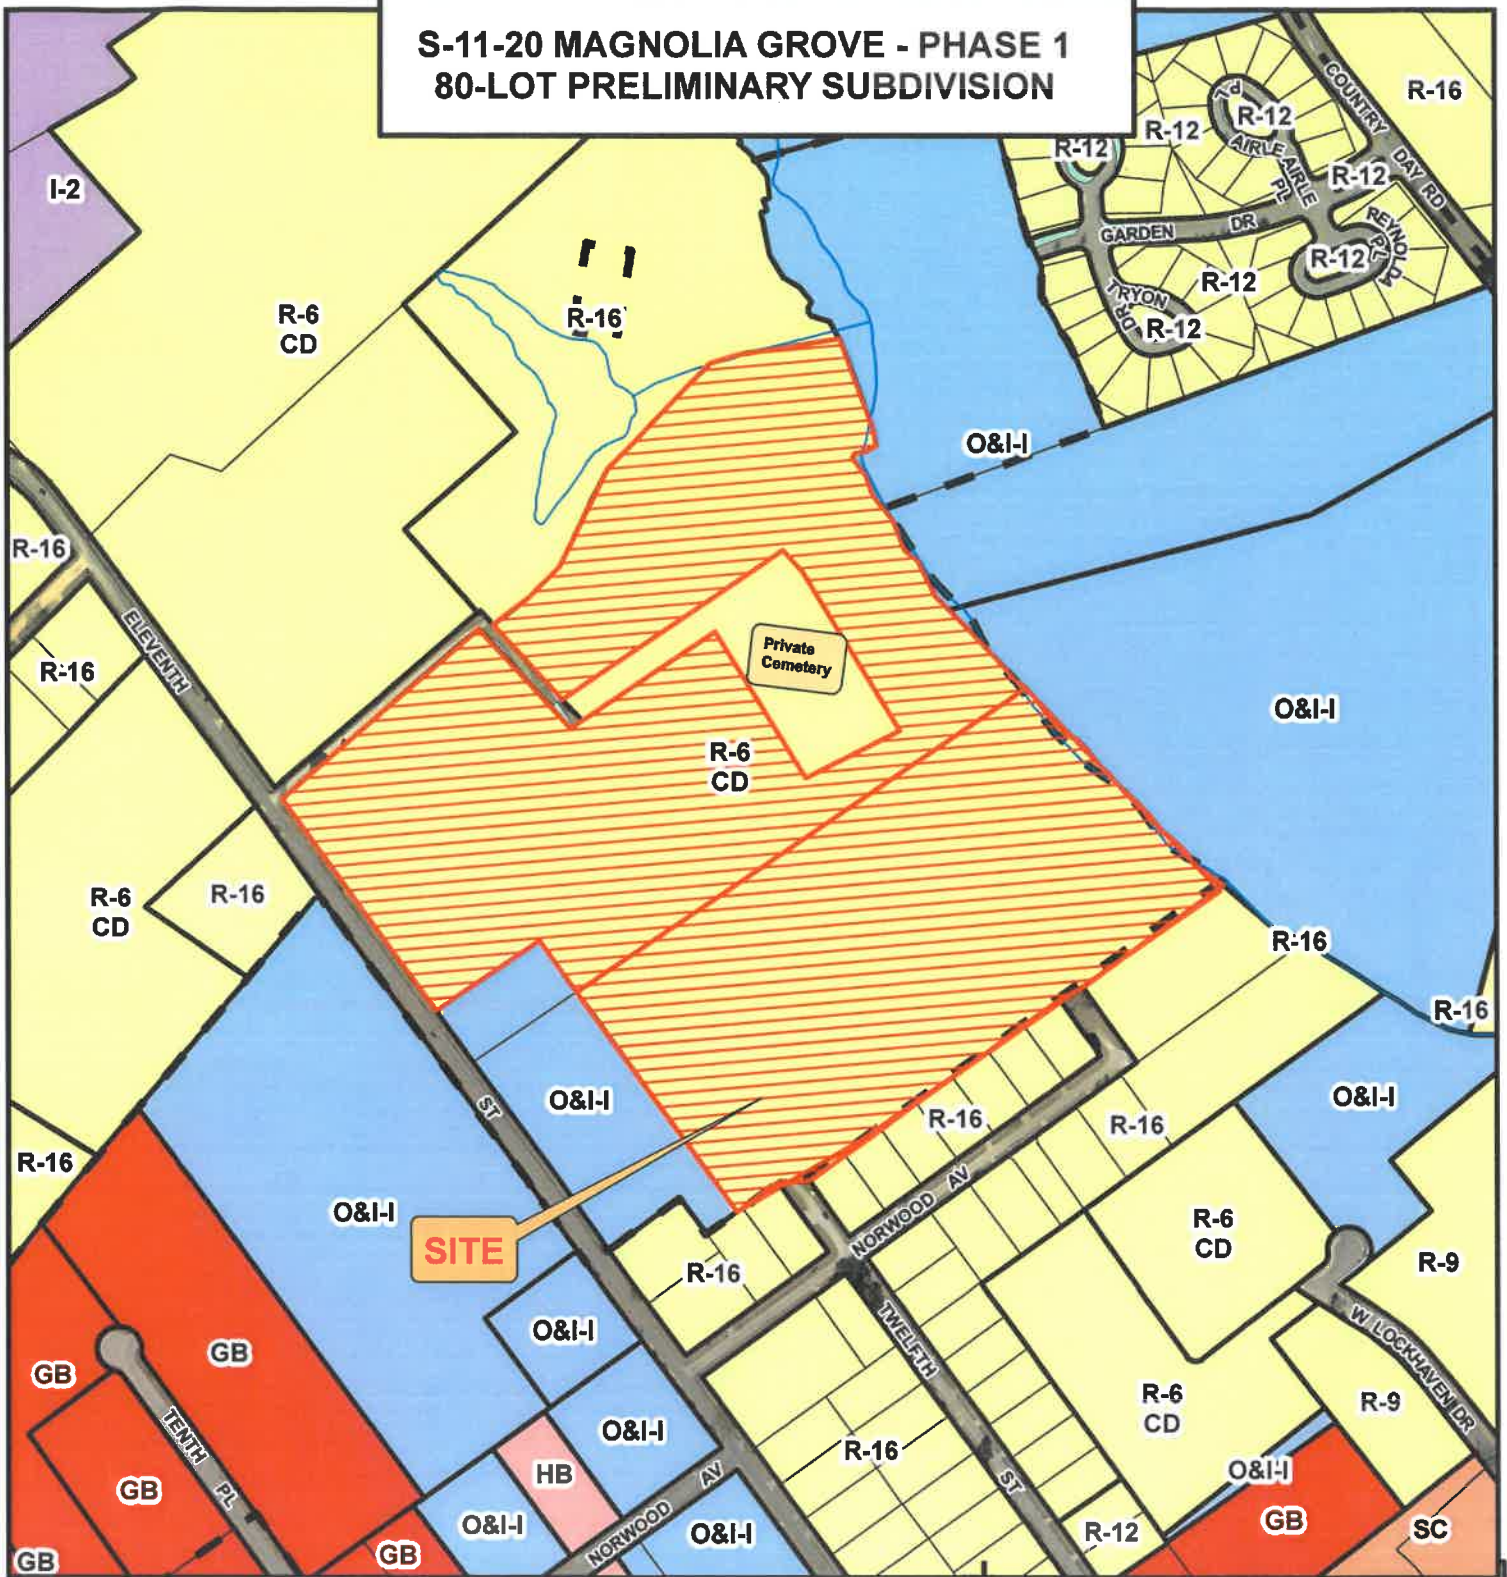 S-11-20 MAGNOLIA GROVE - PHASE 1
80-LOT PRELIMINARY SUBDIVISION
R-16
COUNTRY DAY RD
PL
R-12
R-12
R-12
AIRLE AIRLE
PL
R-12
I-2
GARDEN DR
REYNOLDA
PL
R-12
R-12
TRYON
DR
R-12
R-6
CD
R-16
O&I-I
R-16
ELEVENTH
Private
Cemetery
R-16
O&I-I
R-6
CD
R-6
CD
R-16
R-16
R-16
ST
O&I-I
O&I-I
R-16
R-16
R-16
O&I-I
NORWOOD AV
R-6
CD
SITE
R-9
R-16
O&I-I
TWELFTH
W LOCKHAVEN DR
GB
GB
R-6
CD
R-9
TENTH
O&I-I
R-16
HB
AV
O&I-I
ST
GB
PL
O&I-I
NORWOOD
O&I-I
R-12
GB
SC
GB
GB